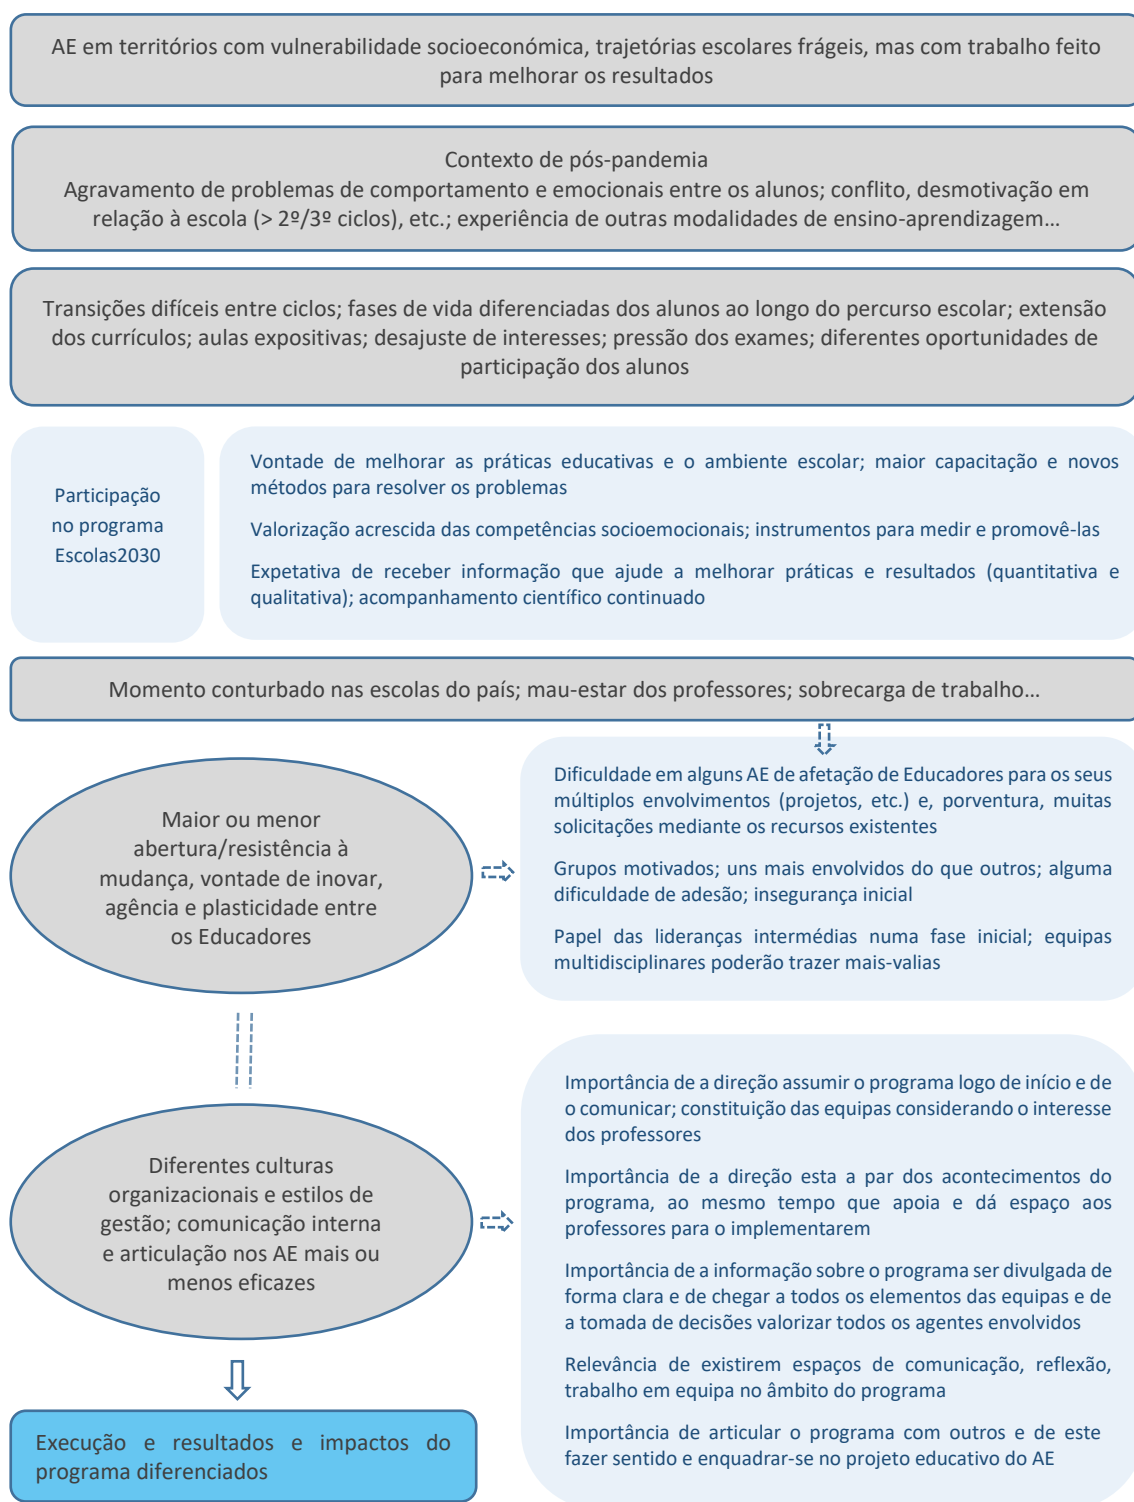 AE em territórios com vulnerabilidade socioeconómica, trajetórias escolares frágeis, mas com trabalho feito
para melhorar os resultados
Contexto de pós-pandemia
Agravamento de problemas de comportamento e emocionais entre os alunos; conflito, desmotivação em
relação à escola (> 2º/3º ciclos), etc.; experiência de outras modalidades de ensino-aprendizagem…
Transições difíceis entre ciclos; fases de vida diferenciadas dos alunos ao longo do percurso escolar; extensão
dos currículos; aulas expositivas; desajuste de interesses; pressão dos exames; diferentes oportunidades de
participação dos alunos
Participação
no programa
Escolas2030
Vontade de melhorar as práticas educativas e o ambiente escolar; maior capacitação e novos
métodos para resolver os problemas
Valorização acrescida das competências socioemocionais; instrumentos para medir e promovê-las
Expetativa de receber informação que ajude a melhorar práticas e resultados (quantitativa e
qualitativa); acompanhamento científico continuado
Momento conturbado nas escolas do país; mau-estar dos professores; sobrecarga de trabalho…
Maior ou menor
abertura/resistência à
mudança, vontade de inovar,
agência e plasticidade entre
os Educadores
Dificuldade em alguns AE de afetação de Educadores para os seus
múltiplos envolvimentos (projetos, etc.) e, porventura, muitas
solicitações mediante os recursos existentes
Grupos motivados; uns mais envolvidos do que outros; alguma
dificuldade de adesão; insegurança inicial
Papel das lideranças intermédias numa fase inicial; equipas
multidisciplinares poderão trazer mais-valias
Diferentes culturas
organizacionais e estilos de
gestão; comunicação interna
e articulação nos AE mais ou
menos eficazes
Importância de a direção assumir o programa logo de início e de
o comunicar; constituição das equipas considerando o interesse
dos professores
Importância de a direção esta a par dos acontecimentos do
programa, ao mesmo tempo que apoia e dá espaço aos
professores para o implementarem
Importância de a informação sobre o programa ser divulgada de
forma clara e de chegar a todos os elementos das equipas e de
a tomada de decisões valorizar todos os agentes envolvidos
Relevância de existirem espaços de comunicação, reflexão,
trabalho em equipa no âmbito do programa
Importância de articular o programa com outros e de este
fazer sentido e enquadrar-se no projeto educativo do AE
Execução e resultados e impactos do
programa diferenciados